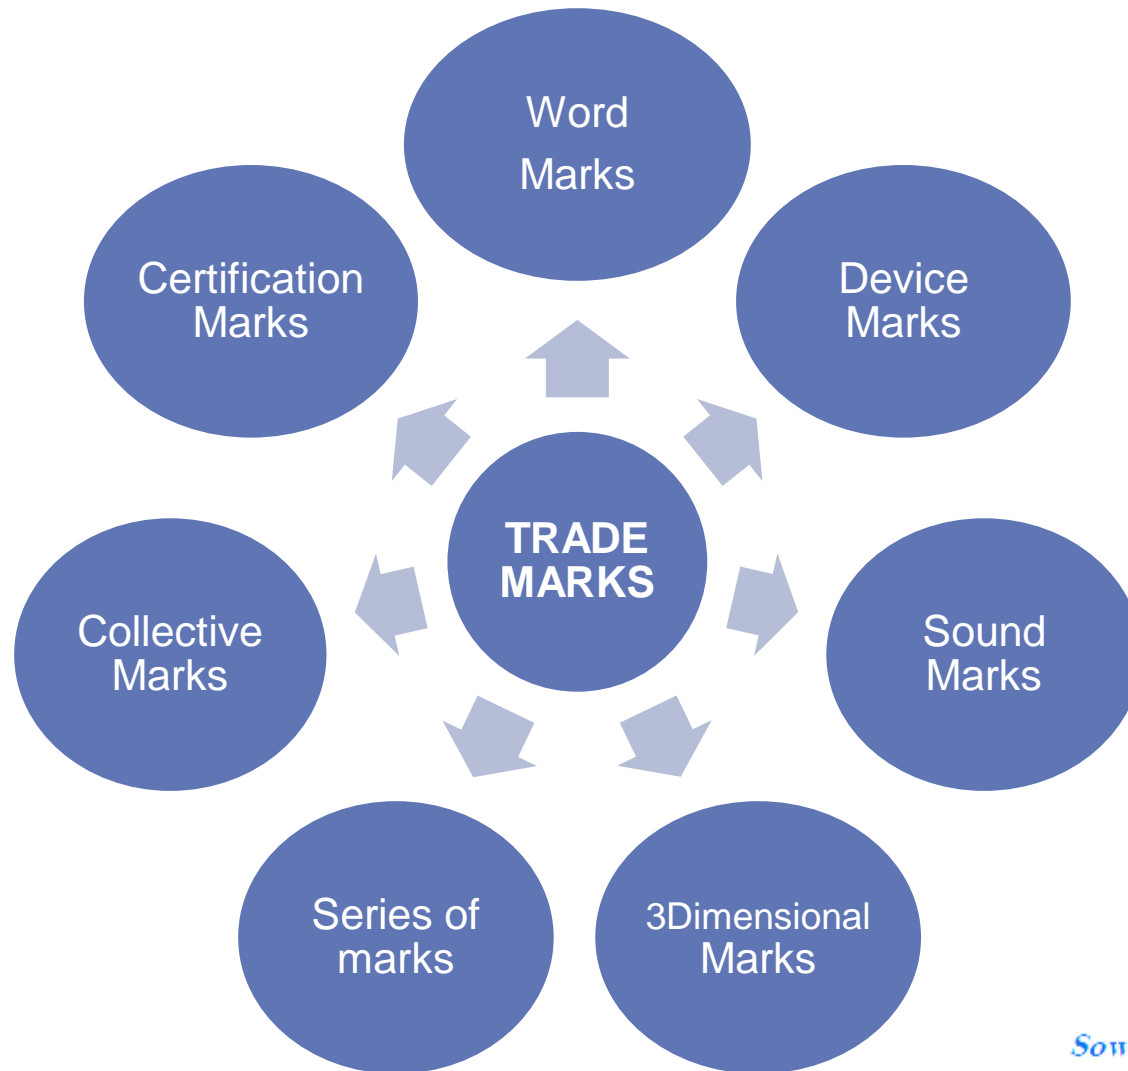 Word
Marks
Device
Marks
Sound
Marks
3Dimensional
Marks
Series of
marks
Collective
Marks
Certification
Marks
TRADE
MARKS